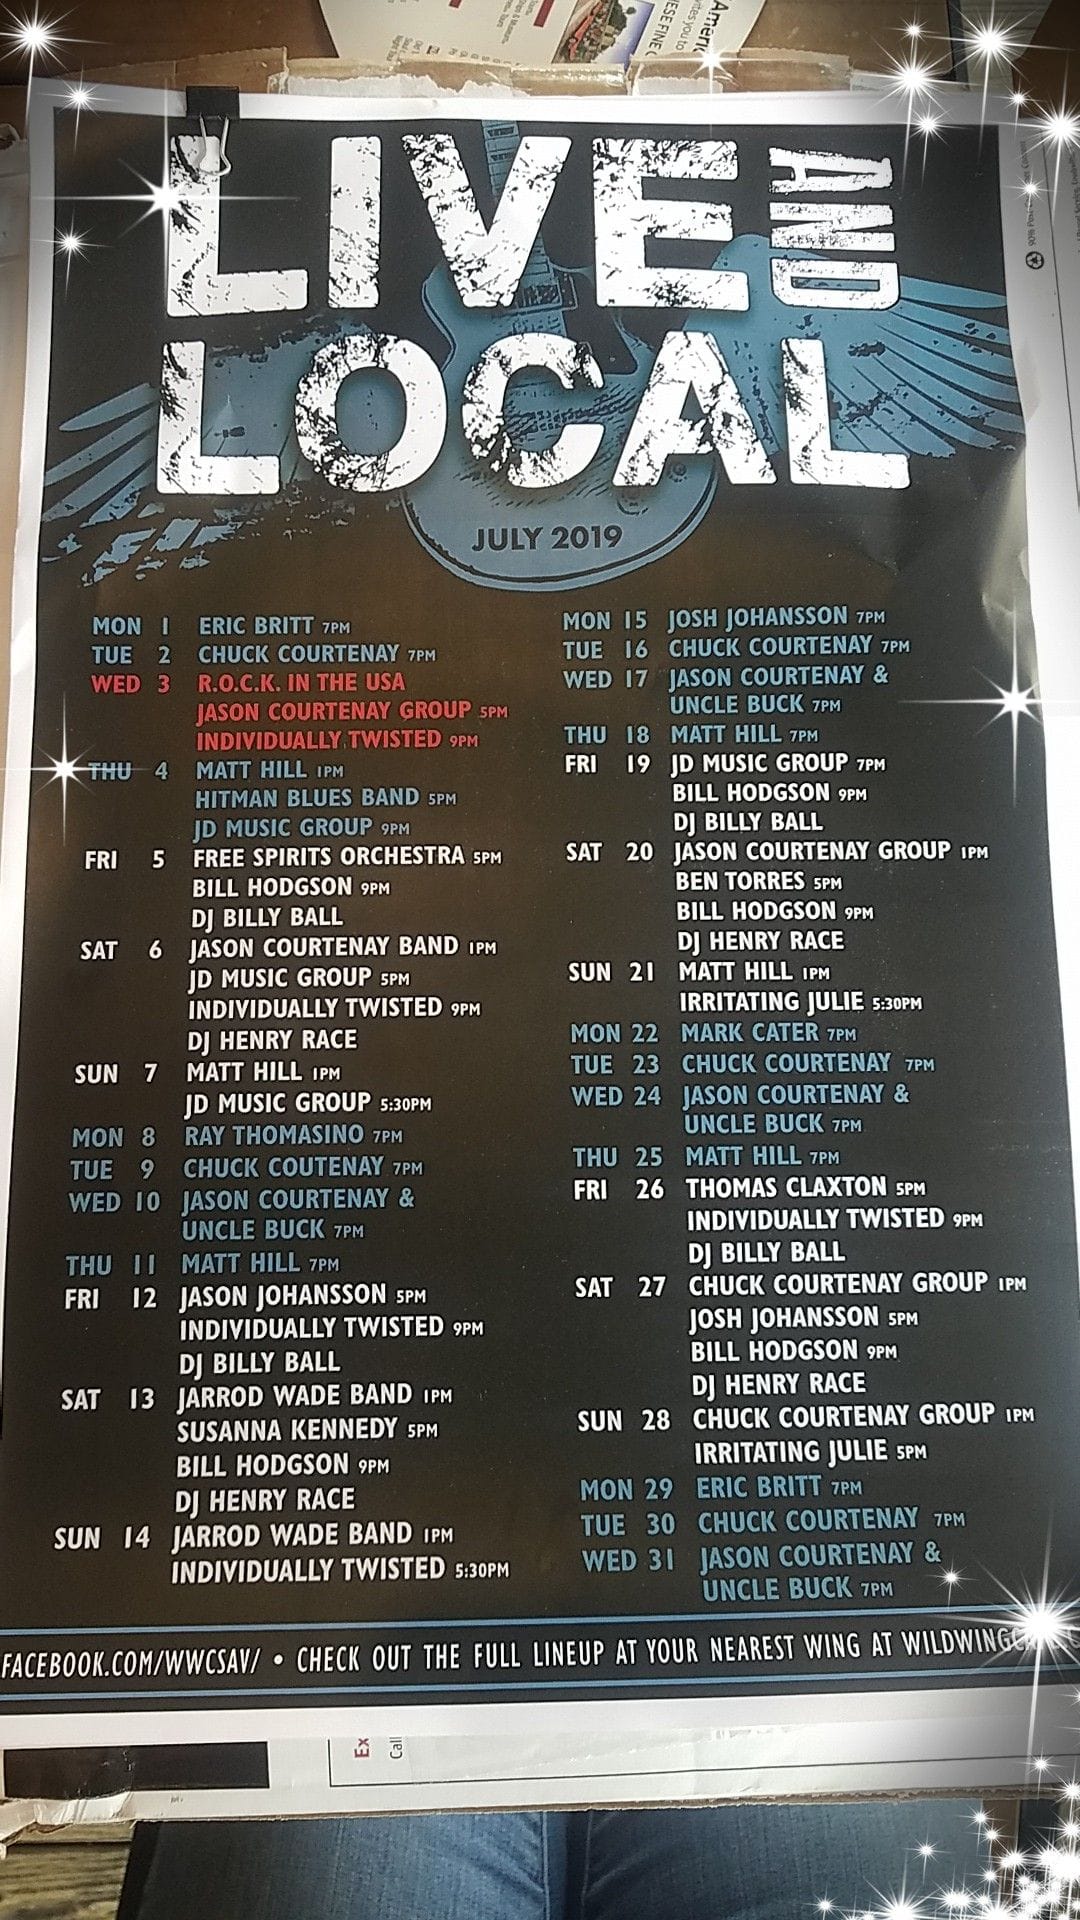 Americ
ites you to
ESE FINE
LIVE AND
LOCAL
JULY 2019
MON 1 ERIC BRITT 7PM
TUE 2 CHUCK COURTENAY 7PM
WED 3 R.O.C.K. IN THE USA
JASON COURTENAY GROUP 5PM
INDIVIDUALLY TWISTED 9PM
THU 4 MATT HILL 1PM
HITMAN BLUES BAND 5PM
JD MUSIC GROUP 9PM
FRI 5 FREE SPIRITS ORCHESTRA 5PM
BILL HODGSON 9PM
DJ BILLY BALL
SAT 6 JASON COURTENAY BAND 1PM
JD MUSIC GROUP 5PM
INDIVIDUALLY TWISTED 9PM
DJ HENRY RACE
SUN 7 MATT HILL 1PM
JD MUSIC GROUP 5:30PM
MON 8 RAY THOMASINO 7PM
TUE 9 CHUCK COUTENAY 7PM
WED 10 JASON COURTENAY &
UNCLE BUCK 7PM
THU 11 MATT HILL 7PM
FRI 12 JASON JOHANSSON 5PM
INDIVIDUALLY TWISTED 9PM
DJ BILLY BALL
SAT 13 JARROD WADE BAND 1PM
SUSANNA KENNEDY 5PM
BILL HODGSON 9PM
DJ HENRY RACE
SUN 14 JARROD WADE BAND 1PM
INDIVIDUALLY TWISTED 5:30PM
MON 15 JOSH JOHANSSON 7PM
TUE 16 CHUCK COURTENAY 7PM
WED 17 JASON COURTENAY &
UNCLE BUCK 7PM
THU 18 MATT HILL 7PM
FRI 19 JD MUSIC GROUP 7PM
BILL HODGSON 9PM
DJ BILLY BALL
SAT 20 JASON COURTENAY GROUP 1PM
BEN TORRES 5PM
BILL HODGSON 9PM
DJ HENRY RACE
SUN 21 MATT HILL 1PM
IRRITATING JULIE 5:30PM
MON 22 MARK CATER 7PM
TUE 23 CHUCK COURTENAY 7PM
WED 24 JASON COURTENAY &
UNCLE BUCK 7PM
THU 25 MATT HILL 7PM
FRI 26 THOMAS CLAXTON 5PM
INDIVIDUALLY TWISTED 9PM
DJ BILLY BALL
SAT 27 CHUCK COURTENAY GROUP 1PM
JOSH JOHANSSON 5PM
BILL HODGSON 9PM
DJ HENRY RACE
SUN 28 CHUCK COURTENAY GROUP 1PM
IRRITATING JULIE 5PM
MON 29 ERIC BRITT 7PM
TUE 30 CHUCK COURTENAY 7PM
WED 31 JASON COURTENAY &
UNCLE BUCK 7PM
FACEBOOK.COM/WWCSAV/ • CHECK OUT THE FULL LINEUP AT YOUR NEAREST WING AT WILDWINGC
Ex
Call